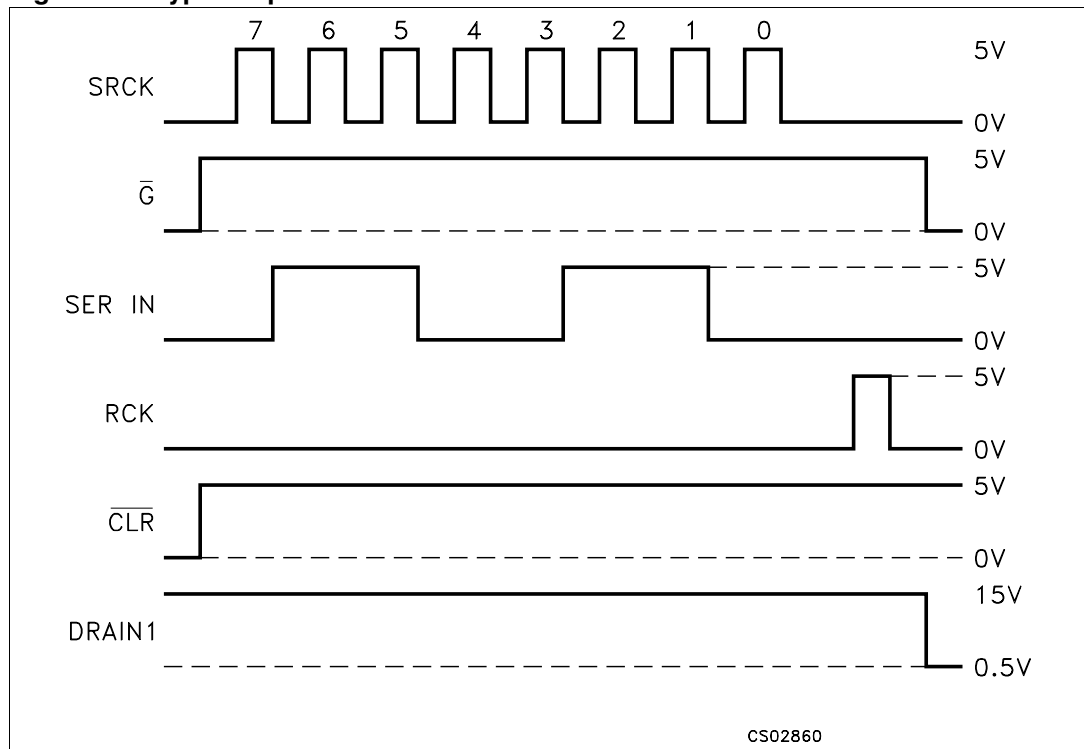 7 6 5 4 3 2 1 0
SRCK 5V
0V
G̅ 5V
0V
SER IN 5V
0V
RCK 5V
0V
C̅L̅R̅ 5V
0V
DRAIN1 15V
0.5V
CS02860